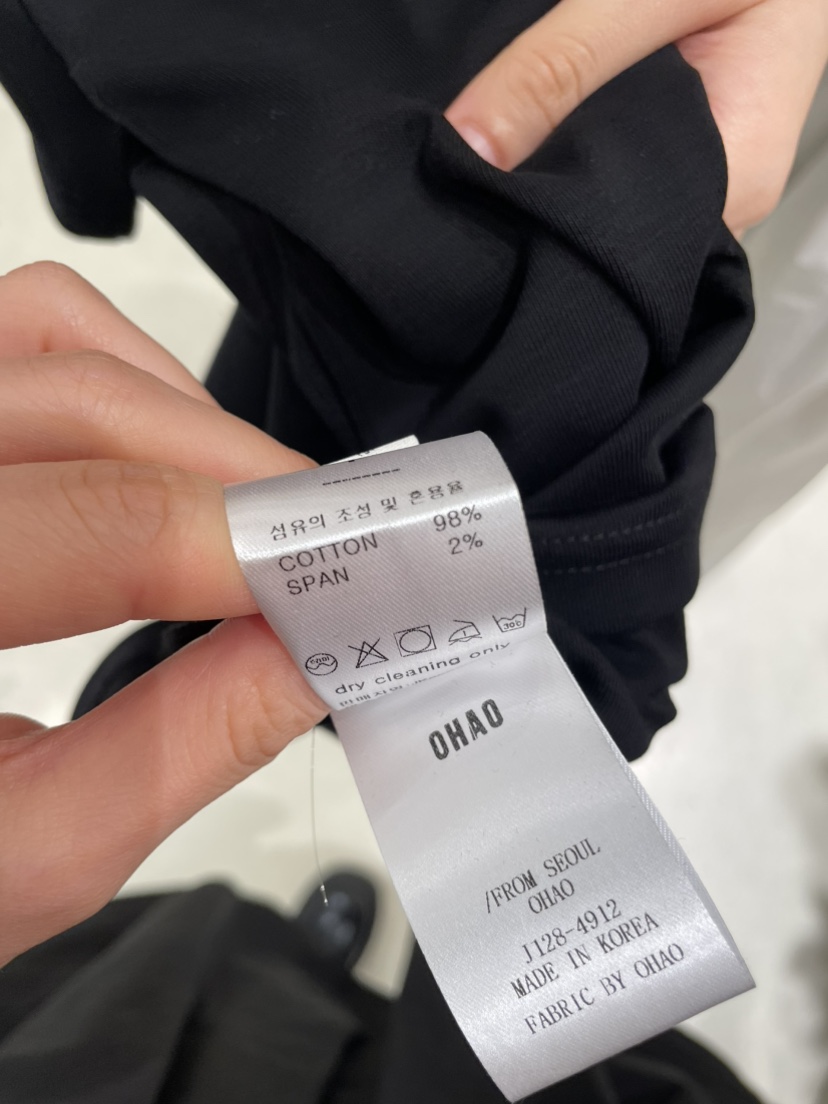 섬유의 조성 및 혼용율
COTTON 98%
SPAN 2%
dry cleaning only
OHAO
/FROM SEOUL
OHAO
J128-4912
MADE IN KOREA
FABRIC BY OHAO